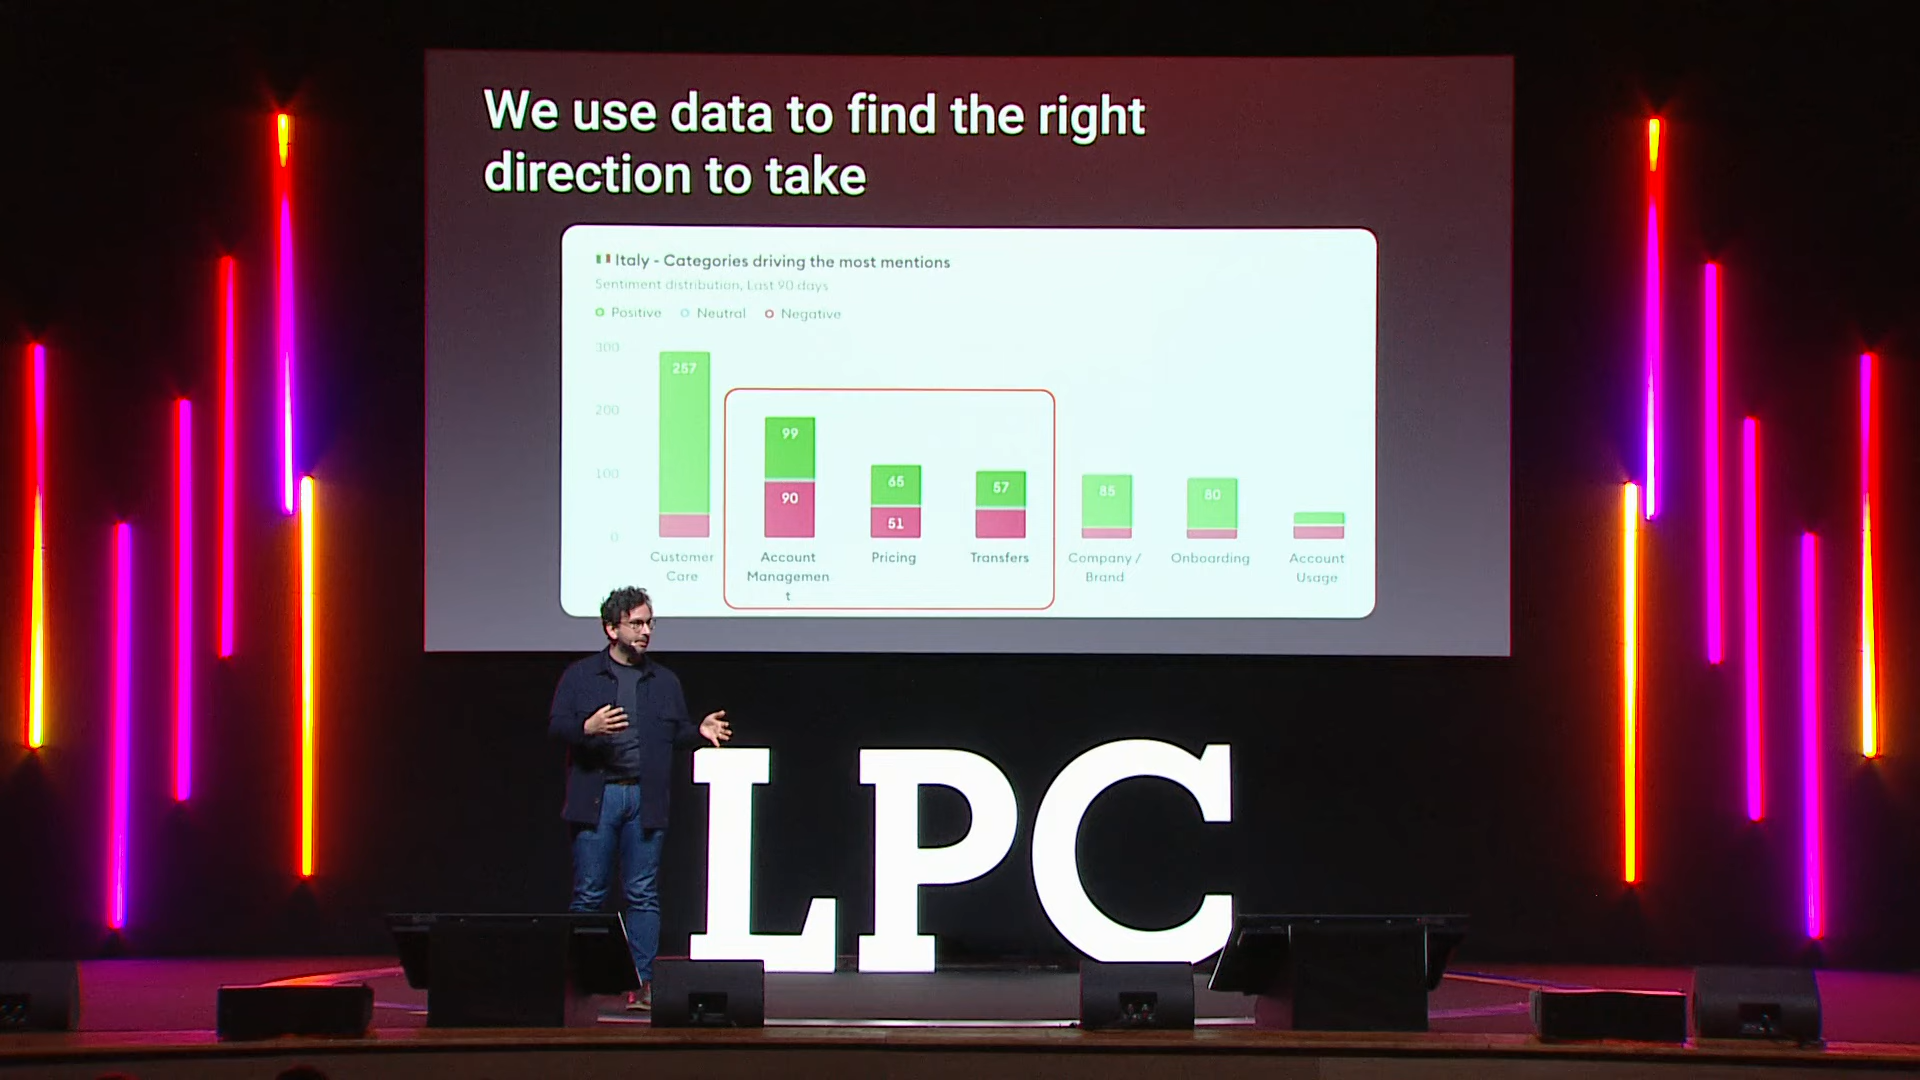 We use data to find the right
direction to take
Italy - Categories driving the most mentions
Sentiment distribution, Last 90 days
Positive Neutral Negative
300
200
100
0
257
99
90
65
51
57
85
80
Customer
Care
Account
Managemen
t
Pricing
Transfers
Company /
Brand
Onboarding
Account
Usage
LPC